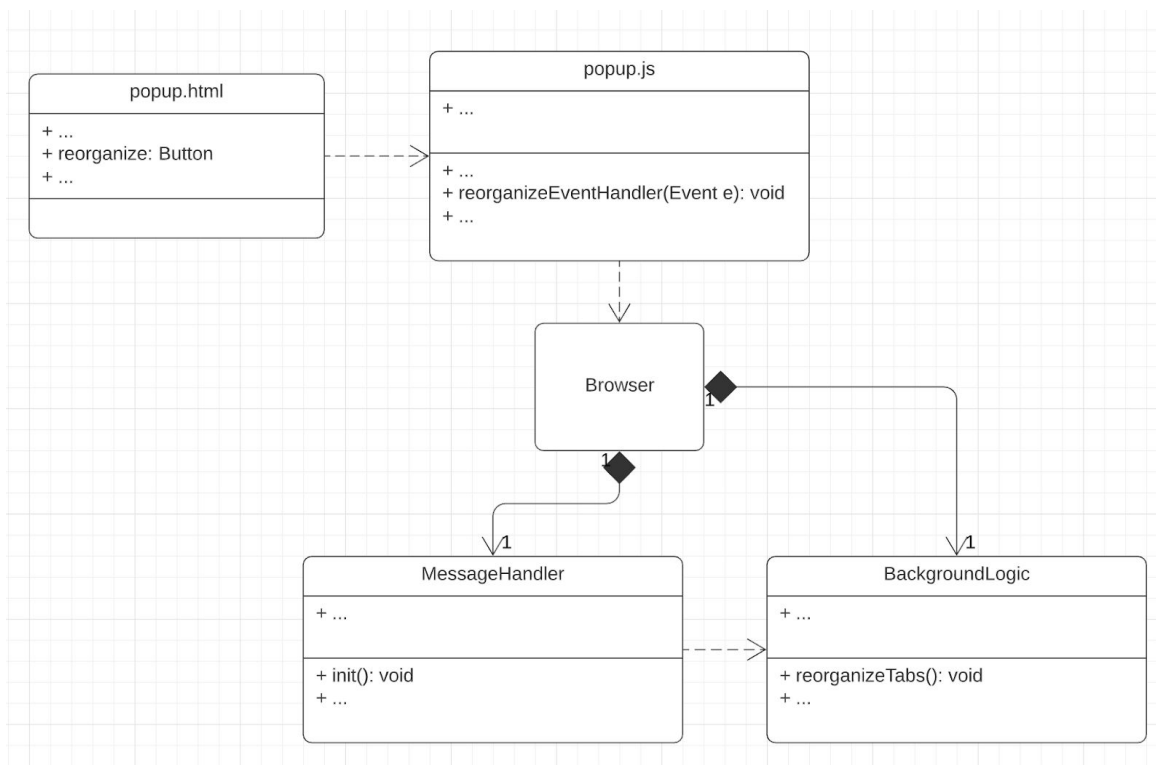 popup.html
+ ...
+ reorganize: Button
+ ...
popup.js
+ ...
+ ...
+ reorganizeEventHandler(Event e): void
+ ...
Browser
1
1
1
1
MessageHandler
+ ...
+ init(): void
+ ...
BackgroundLogic
+ ...
+ reorganizeTabs(): void
+ ...